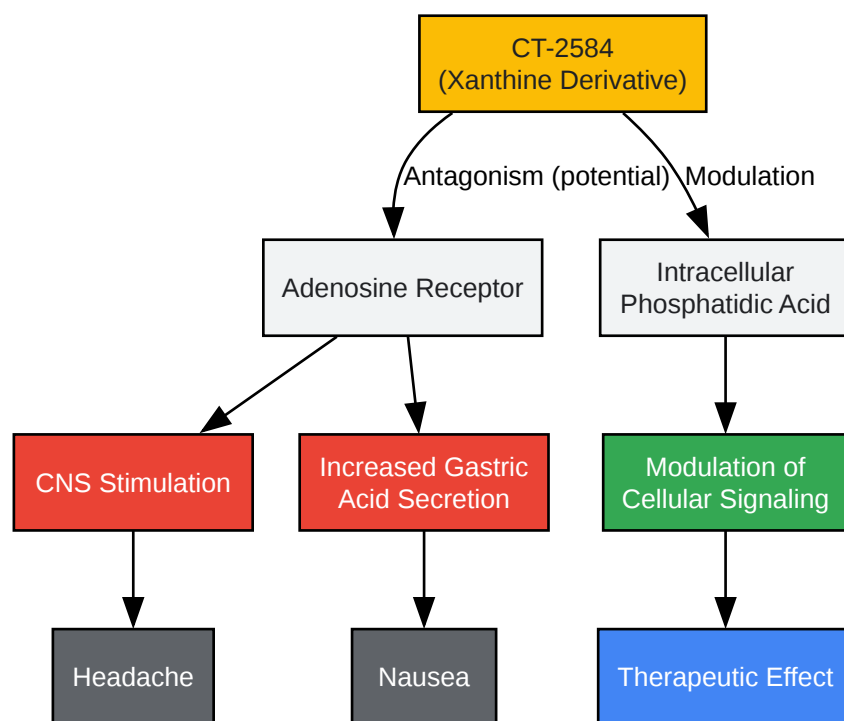 CT-2584
(Xanthine Derivative)
Antagonism (potential)
Modulation
Adenosine Receptor
Intracellular
Phosphatidic Acid
CNS Stimulation
Increased Gastric
Acid Secretion
Modulation of
Cellular Signaling
Headache
Nausea
Therapeutic Effect